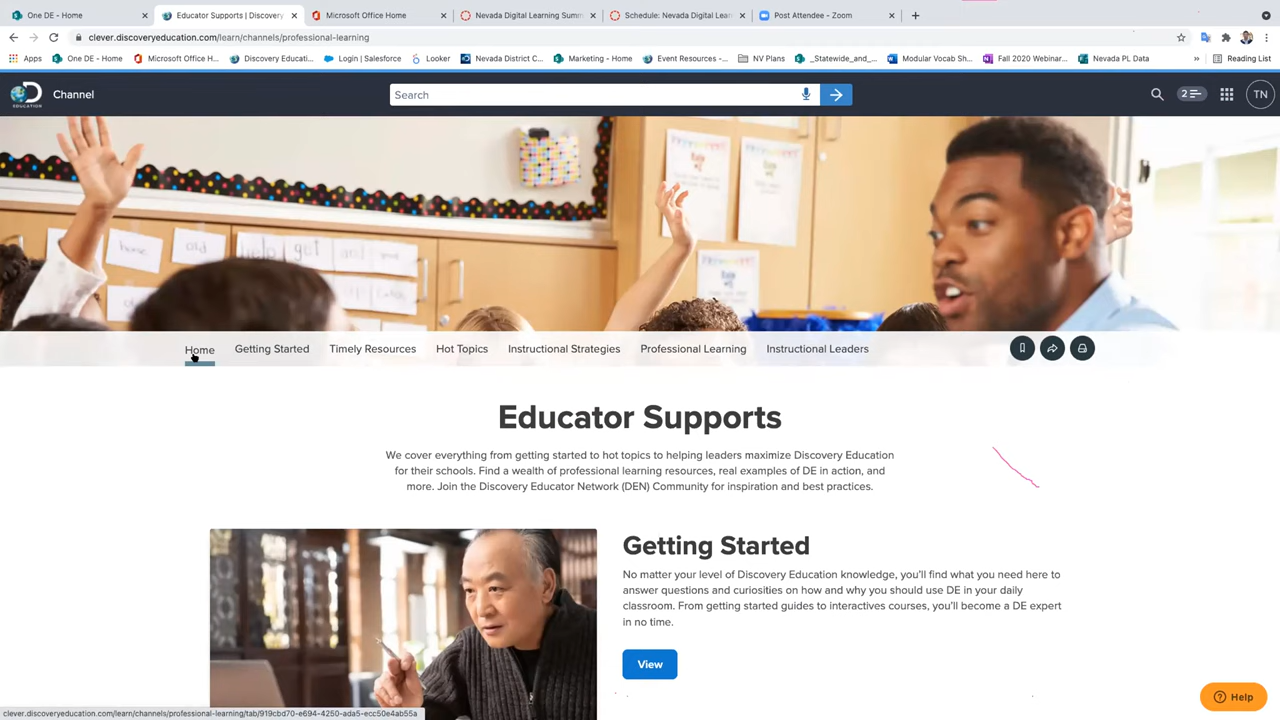 One DE - Home
Educator Supports | Discovery
Microsoft Office Home
Nevada Digital Learning Summ
Schedule: Nevada Digital Learn
Post Attendee - Zoom
clever.discoveryeducation.com/learn/channels/professional-learning
Apps
One DE - Home
Microsoft Office H...
Discovery Educati...
Login | Salesforce
Looker
Nevada District C...
Marketing - Home
Event Resources -...
NV Plans
_Statewide_and_...
Modular Vocab Sh...
Fall 2020 Webinar...
Nevada PL Data
»
Reading List
EDUCATION
Channel
Search
2
TN
horse
old
help
get
and
good
Home
Getting Started
Timely Resources
Hot Topics
Instructional Strategies
Professional Learning
Instructional Leaders
Educator Supports
We cover everything from getting started to hot topics to helping leaders maximize Discovery Education
for their schools. Find a wealth of professional learning resources, real examples of DE in action, and
more. Join the Discovery Educator Network (DEN) Community for inspiration and best practices.
Getting Started
No matter your level of Discovery Education knowledge, you'll find what you need here to
answer questions and curiosities on how and why you should use DE in your daily
classroom. From getting started guides to interactives courses, you'll become a DE expert
in no time.
View
Help
clever.discoveryeducation.com/learn/channels/professional-learning/tab/919cbd70-e694-4250-ada5-ecc50e4ab55a